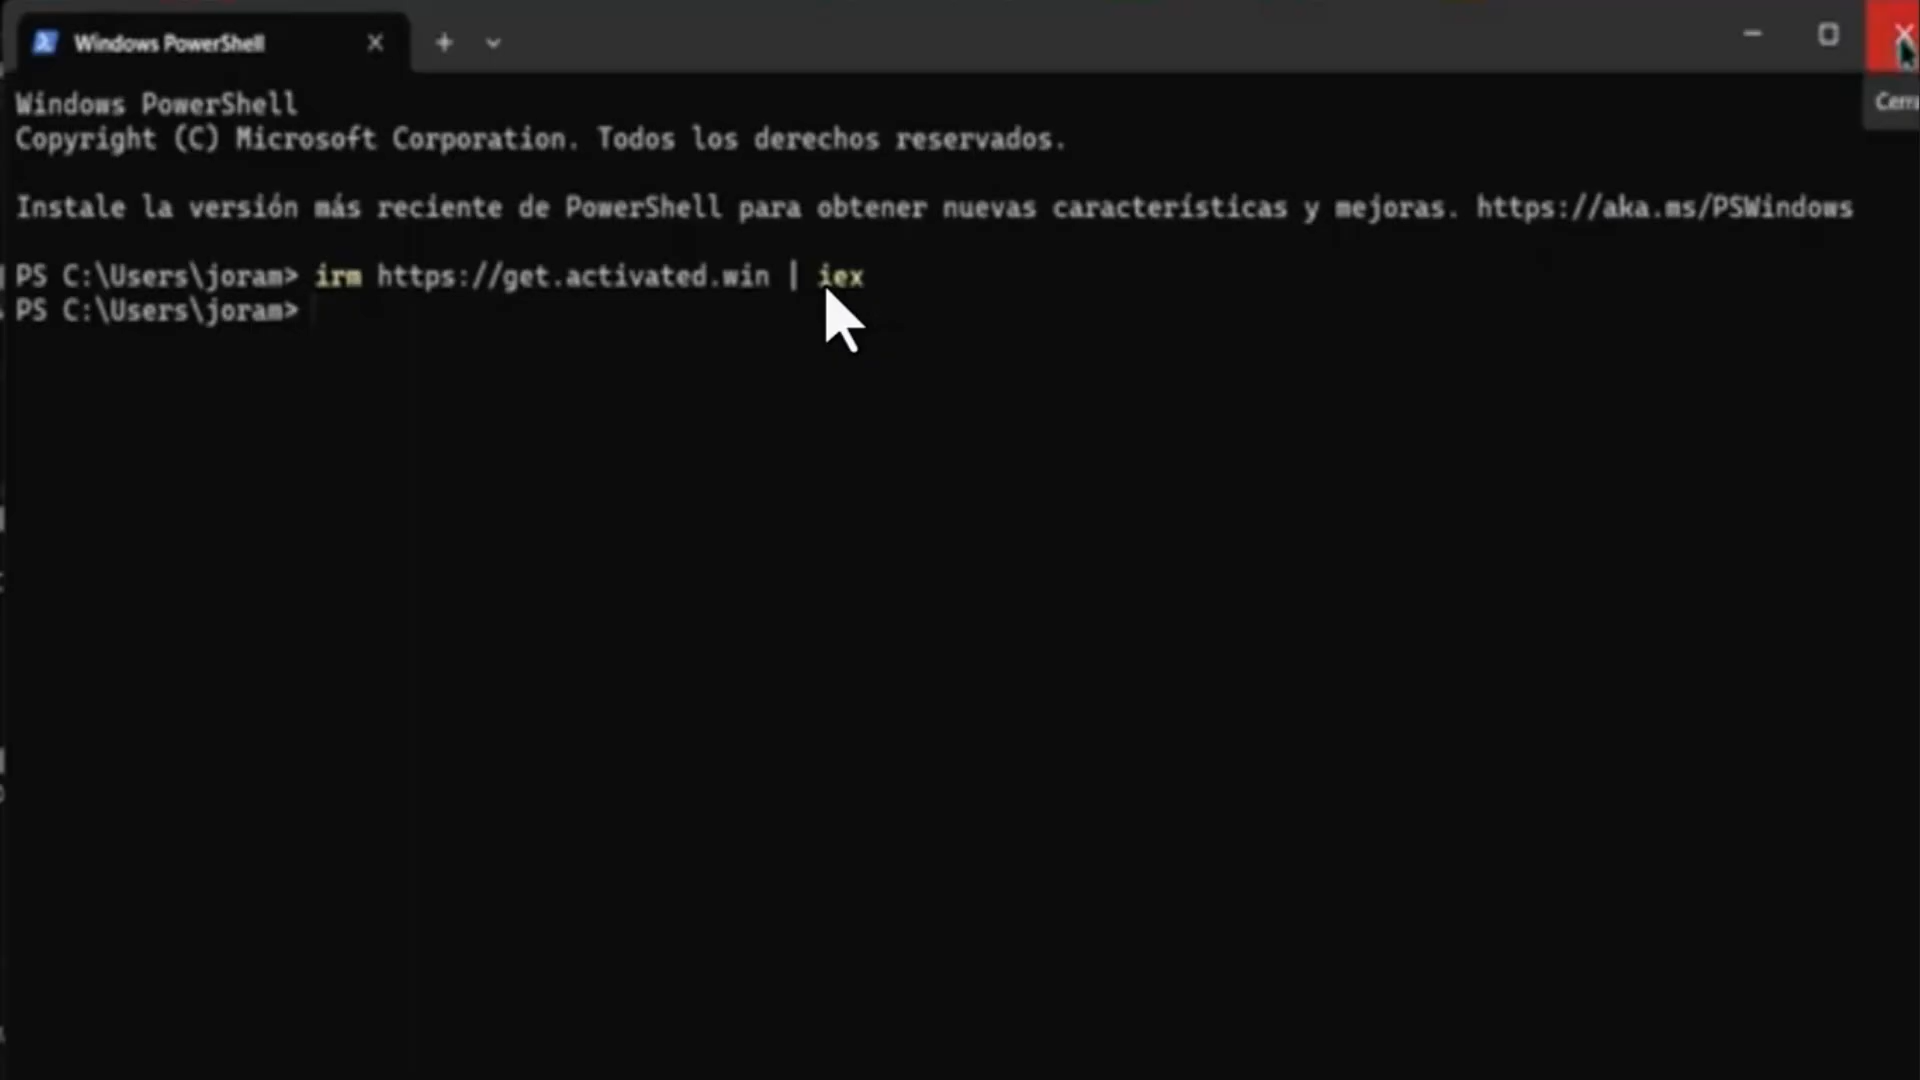 Windows PowerShell
Windows PowerShell
Copyright (C) Microsoft Corporation. Todos los derechos reservados.
Instale la versión más reciente de PowerShell para obtener nuevas características y mejoras. https://aka.ms/PSWindows
PS C:\Users\joram> irm https://get.activated.win | iex
PS C:\Users\joram>